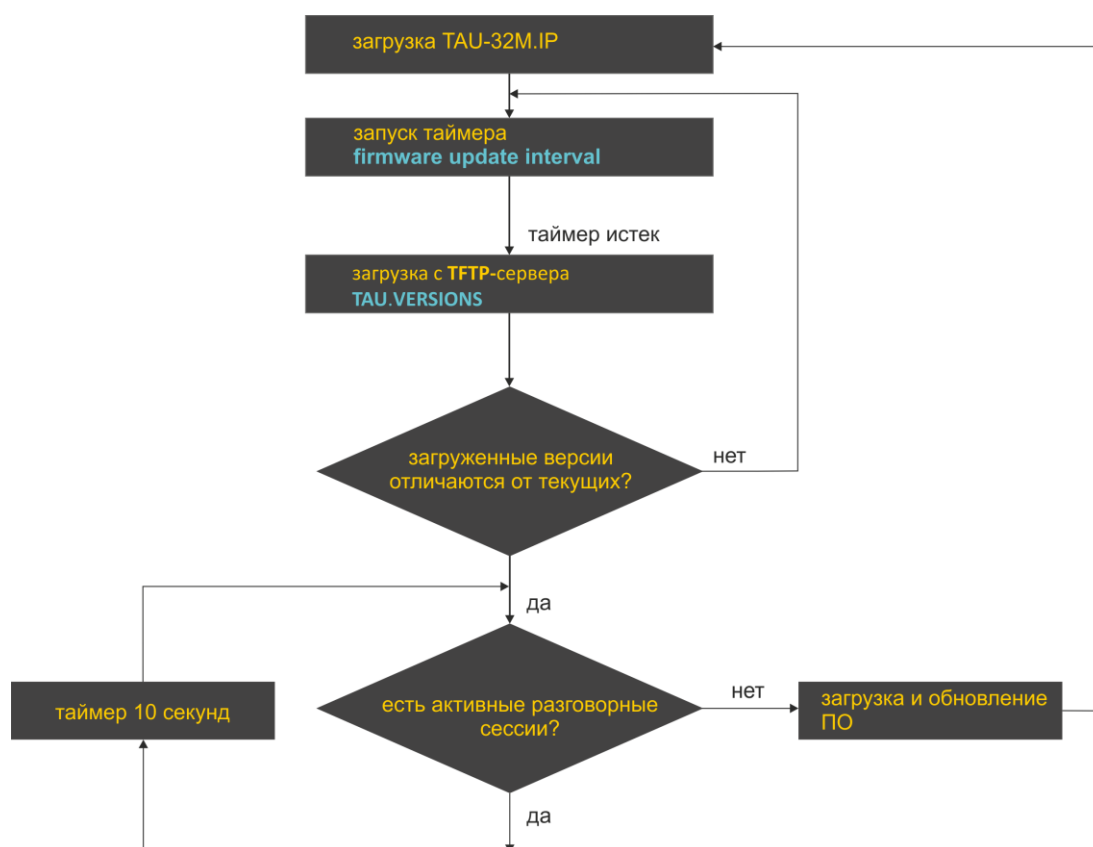 загрузка TAU-32M.IP
запуск таймера
firmware update interval
таймер истек
загрузка с TFTP-сервера
TAU.VERSIONS
загруженные версии
отличаются от текущих?
нет
да
таймер 10 секунд
есть активные разговорные
сессии?
нет
загрузка и обновление
ПО
да